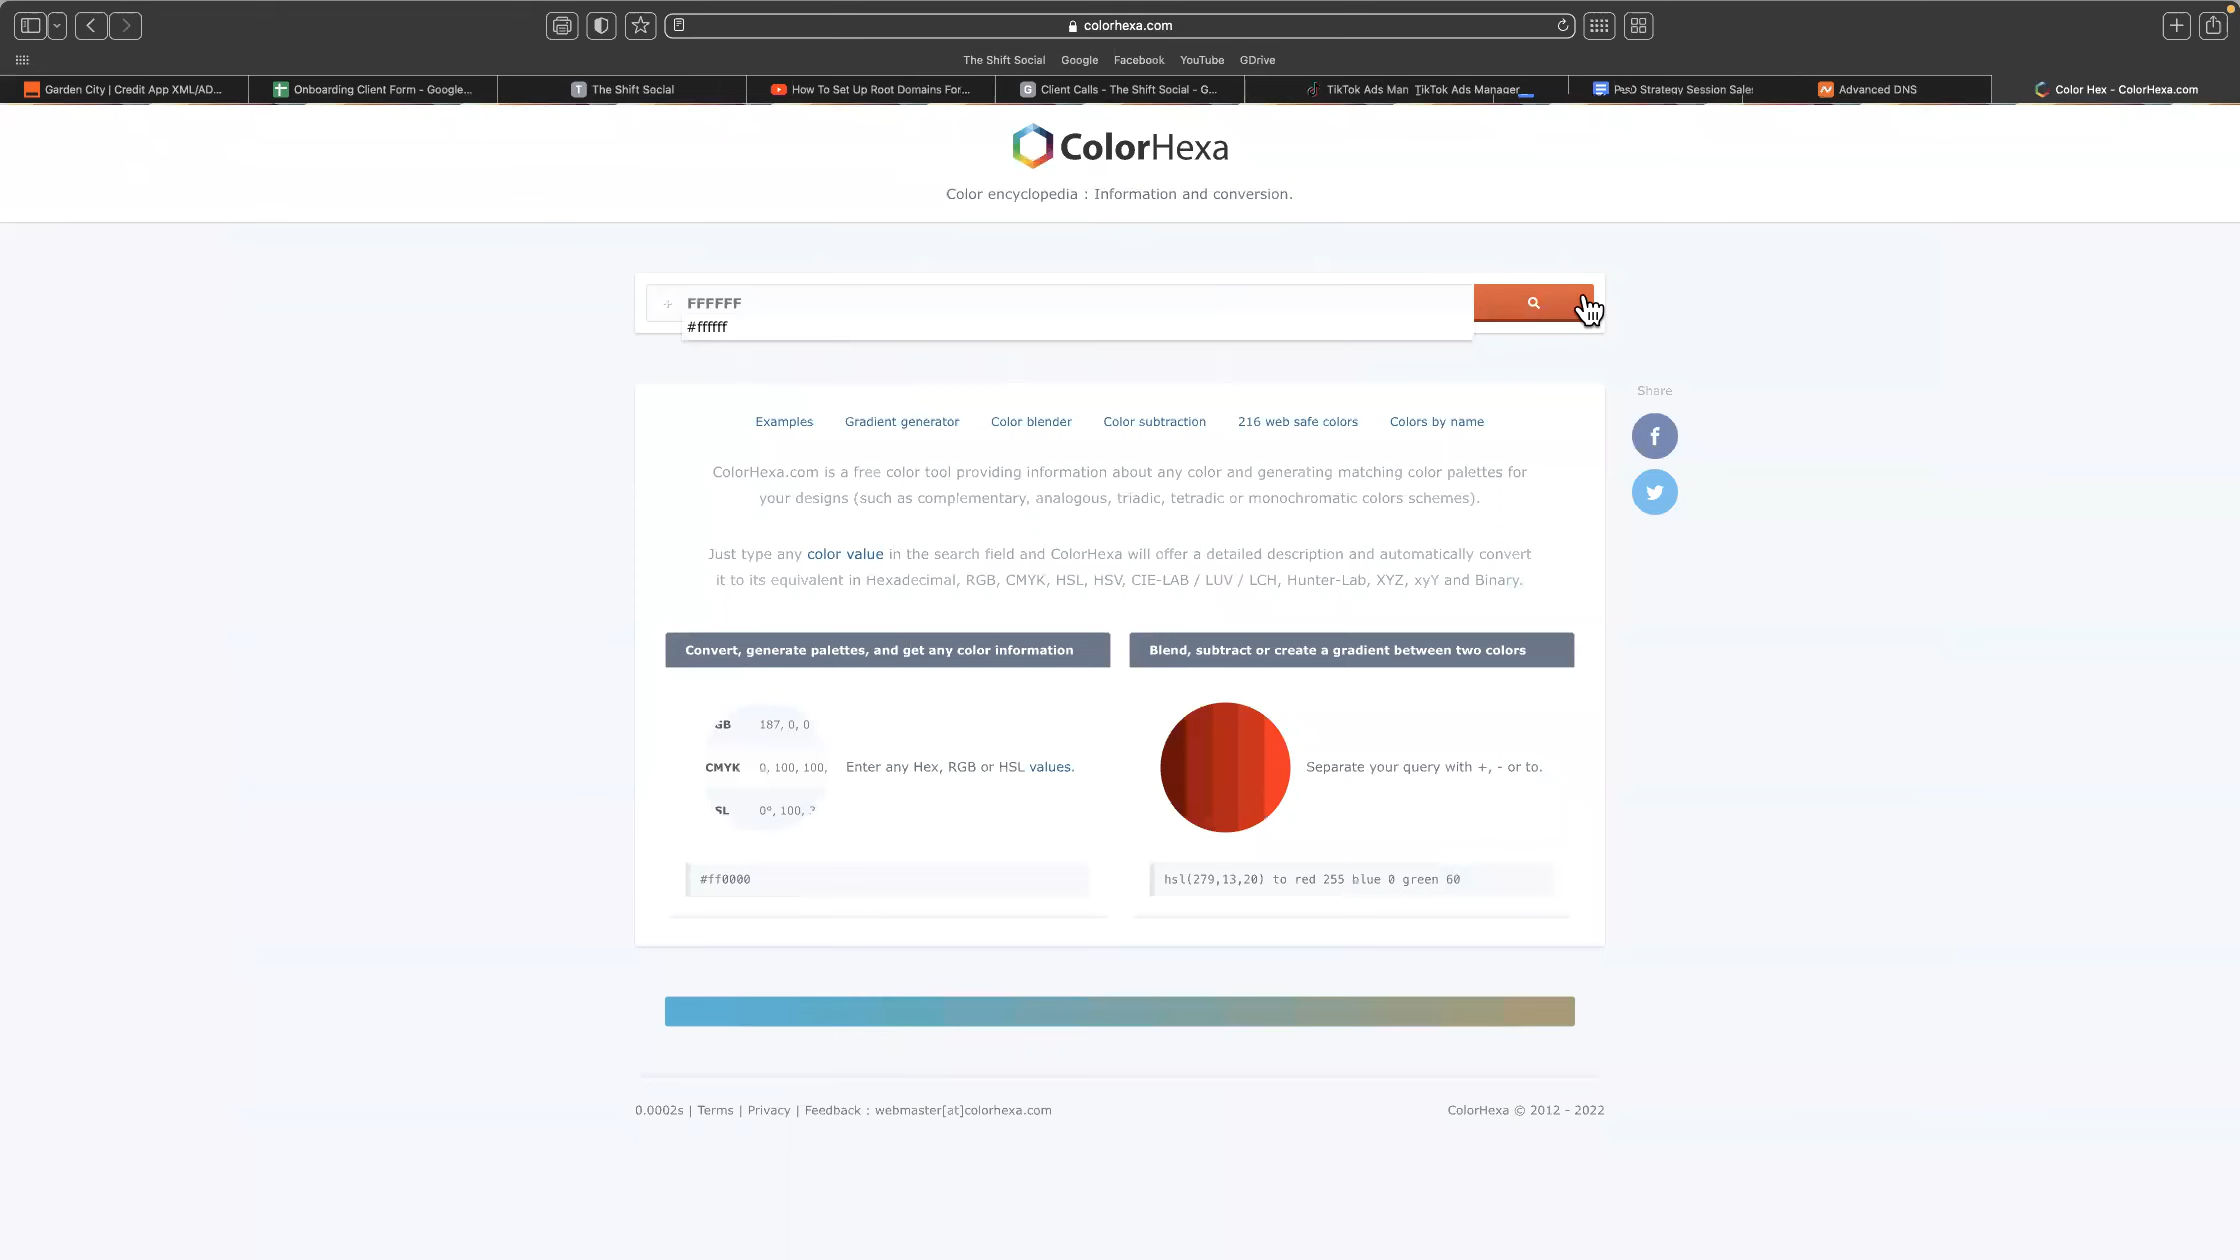 colorhexa.com
The Shift Social Google Facebook YouTube GDrive
Garden City | Credit App XML/AD...
Onboarding Client Form - Google...
The Shift Social
How To Set Up Root Domains For...
Client Calls - The Shift Social - G...
TikTok Ads Man
TikTok Ads Manager
Strategy Session Sales
Advanced DNS
Color Hex - ColorHexa.com
ColorHexa
Color encyclopedia : Information and conversion.
FFFFFF
#ffffff
Share
Examples Gradient generator Color blender Color subtraction 216 web safe colors Colors by name
ColorHexa.com is a free color tool providing information about any color and generating matching color palettes for
your designs (such as complementary, analogous, triadic, tetradic or monochromatic colors schemes).
Just type any color value in the search field and ColorHexa will offer a detailed description and automatically convert
it to its equivalent in Hexadecimal, RGB, CMYK, HSL, HSV, CIE-LAB / LUV / LCH, Hunter-Lab, XYZ, xyY and Binary.
Convert, generate palettes, and get any color information
GB 187, 0, 0
CMYK 0, 100, 100,
SL 0°, 100, 3
Enter any Hex, RGB or HSL values.
#ff0000
Blend, subtract or create a gradient between two colors
Separate your query with +, - or to.
hsl(279,13,20) to red 255 blue 0 green 60
0.0002s | Terms | Privacy | Feedback : webmaster[at]colorhexa.com
ColorHexa © 2012 - 2022